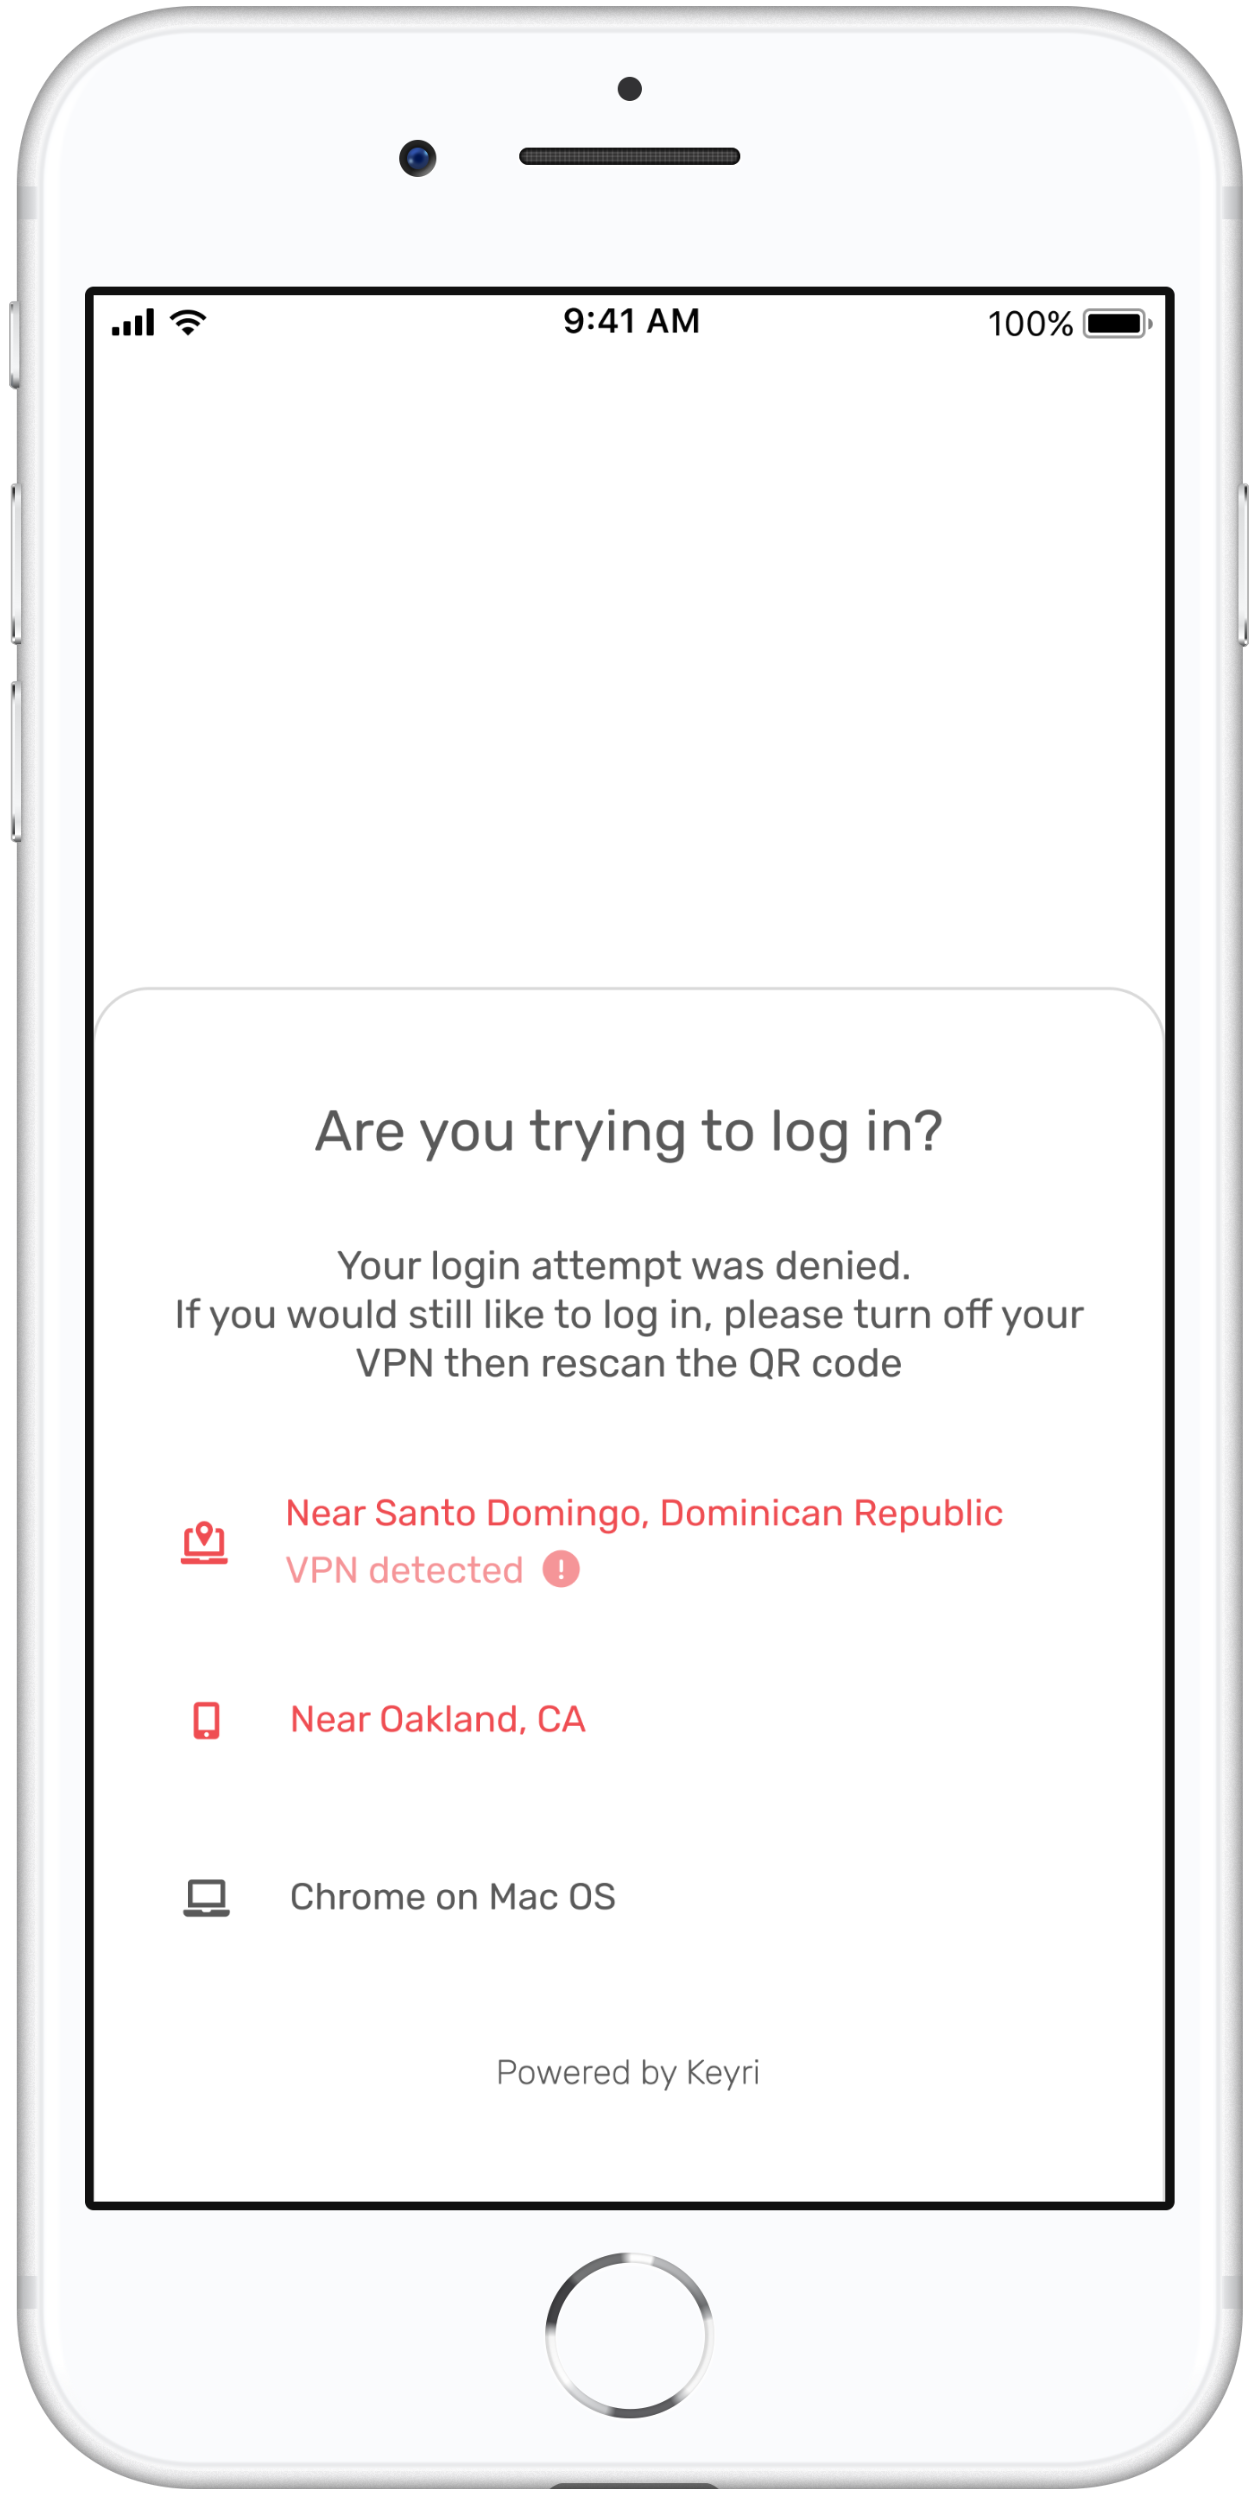 9:41 AM
100%
Are you trying to log in?
Your login attempt was denied.
If you would still like to log in, please turn off your
VPN then rescan the QR code
Near Santo Domingo, Dominican Republic
VPN detected
Near Oakland, CA
Chrome on Mac OS
Powered by Keyri